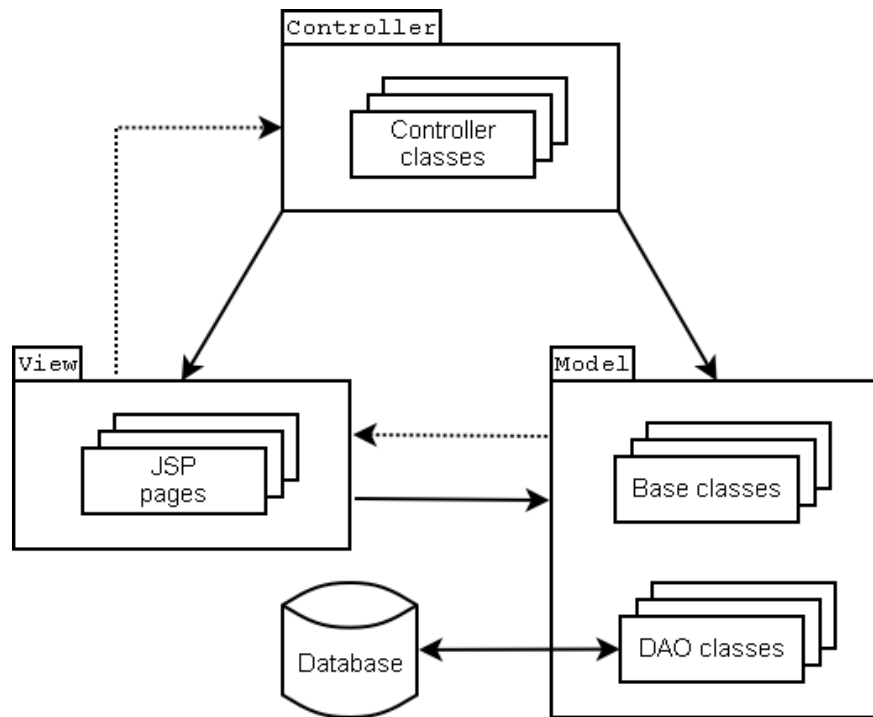 Controller
Controller
classes
View
JSP
pages
Model
Base classes
DAO classes
Database